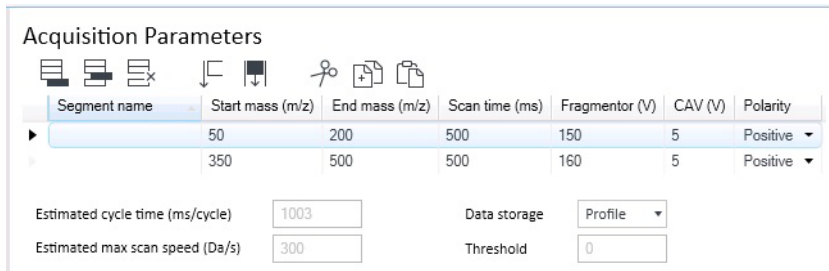 Acquisition Parameters
Segment name Start mass (m/z) End mass (m/z) Scan time (ms) Fragmentor (V) CAV (V) Polarity
50 200 500 150 5 Positive
350 500 500 160 5 Positive
Estimated cycle time (ms/cycle) 1003 Data storage Profile
Estimated max scan speed (Da/s) 300 Threshold 0